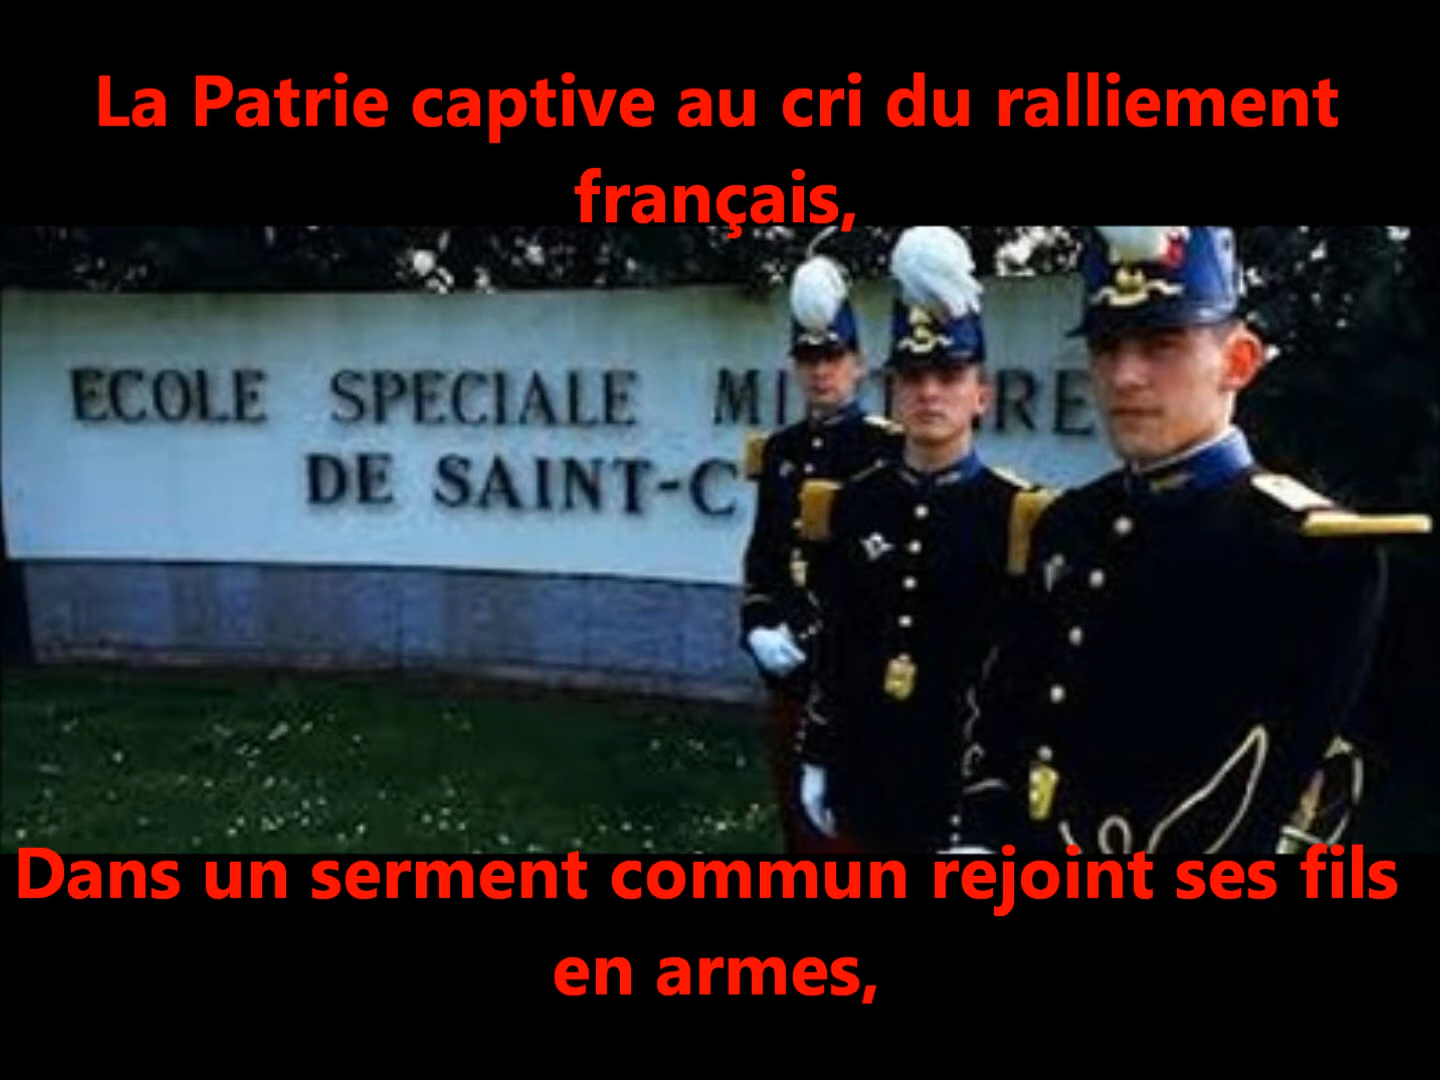 La Patrie captive au cri du ralliement
français,
ECOLE SPECIALE
DE SAINT-C
Dans un serment commun rejoint ses fils
en armes,